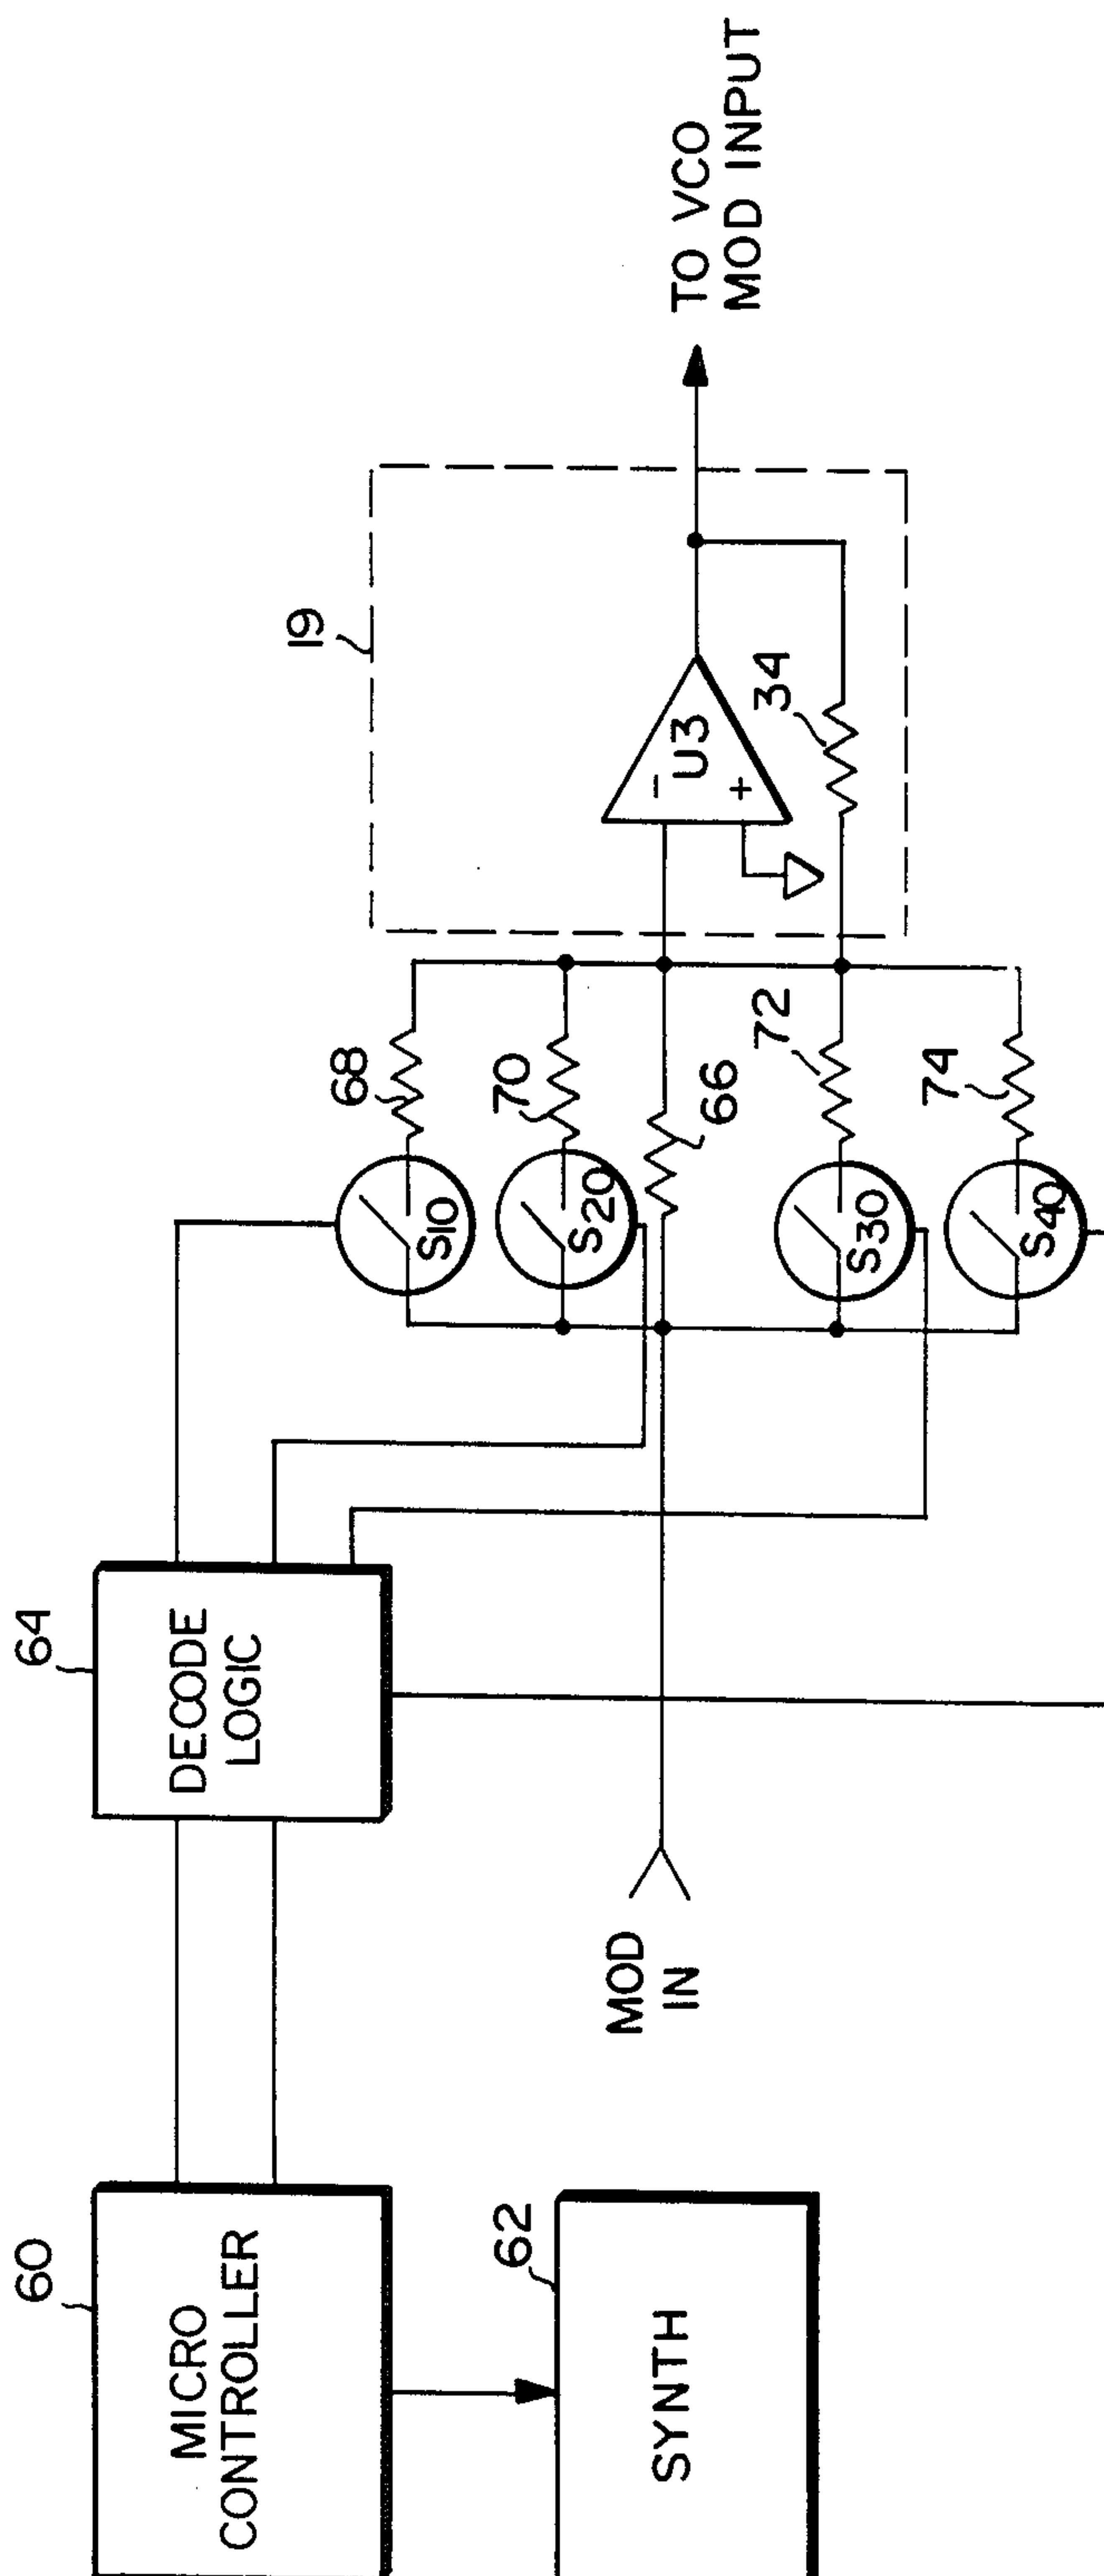 60
MICRO
CONTROLLER
62
SYNTH
64
DECODE
LOGIC
MOD
IN
S10
68
S20
70
66
S30
72
S40
74
19
U3
−
+
34
TO VCO
MOD INPUT